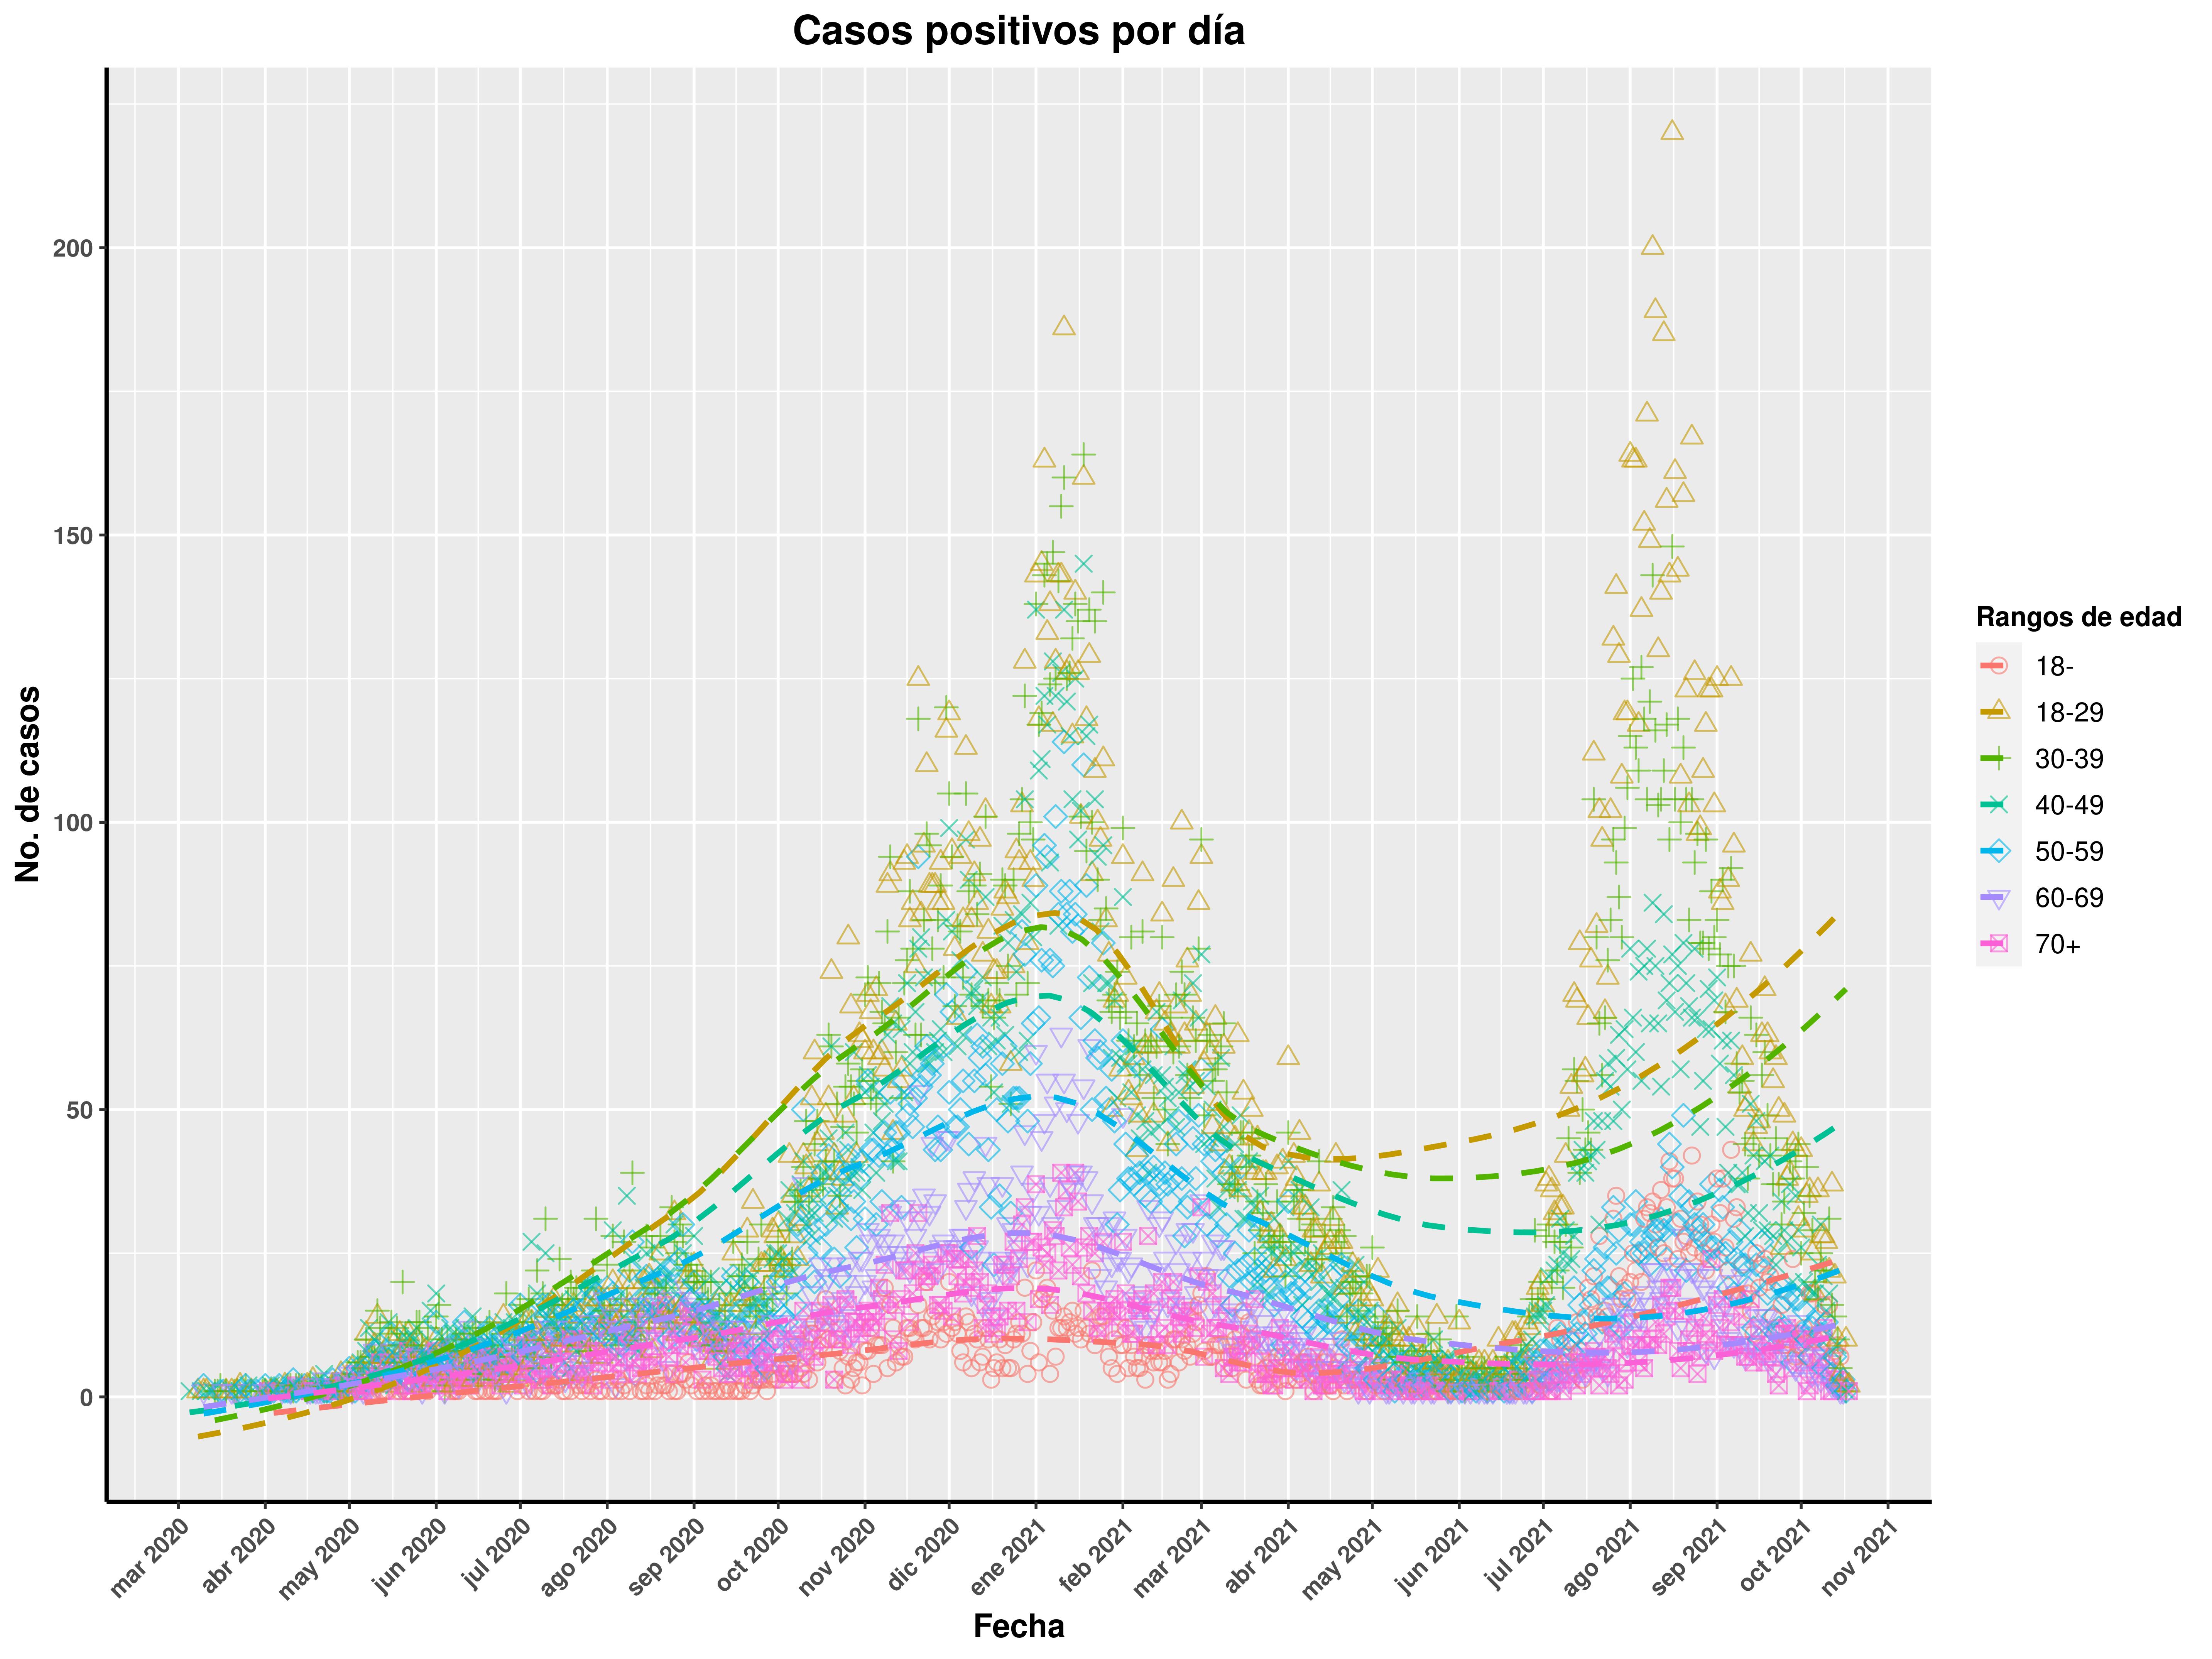 Casos positivos por día
No. de casos
200
150
100
50
0
mar 2020
abr 2020
may 2020
jun 2020
jul 2020
ago 2020
sep 2020
oct 2020
nov 2020
dic 2020
ene 2021
feb 2021
mar 2021
abr 2021
may 2021
jun 2021
jul 2021
ago 2021
sep 2021
oct 2021
nov 2021
Fecha
Rangos de edad
18-
18-29
30-39
40-49
50-59
60-69
70+